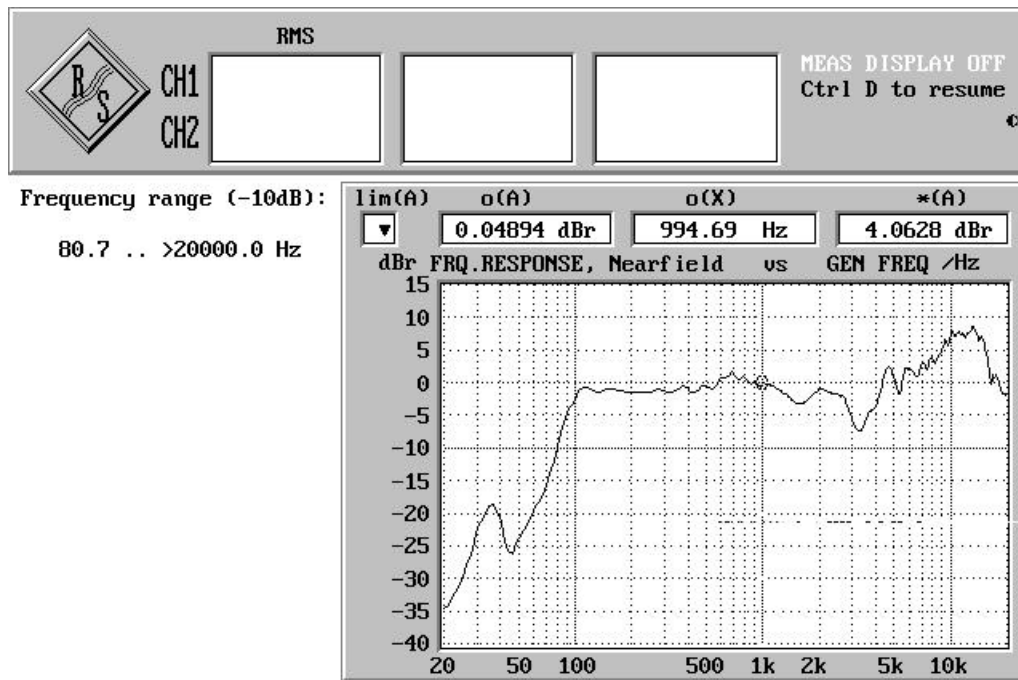 RMS
R S
CH1
CH2
MEAS DISPLAY OFF
Ctrl D to resume
Frequency range (-10dB):
80.7 .. >20000.0 Hz
lim(A) o(A) o(X) *(A)
▼ 0.04894 dBr 994.69 Hz 4.0628 dBr
dBr FRQ.RESPONSE, Nearfield vs GEN FREQ /Hz
15
10
5
0
-5
-10
-15
-20
-25
-30
-35
-40
20 50 100 500 1k 2k 5k 10k